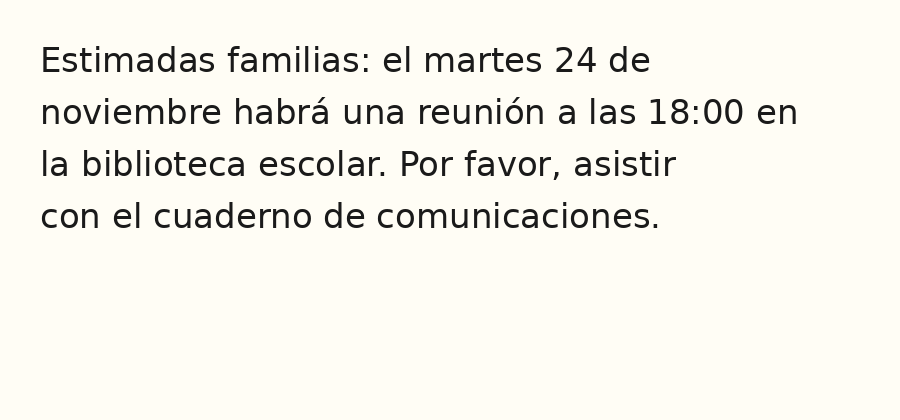 Estimadas familias: el martes 24 de
noviembre habrá una reunión a las 18:00 en
la biblioteca escolar. Por favor, asistir
con el cuaderno de comunicaciones.